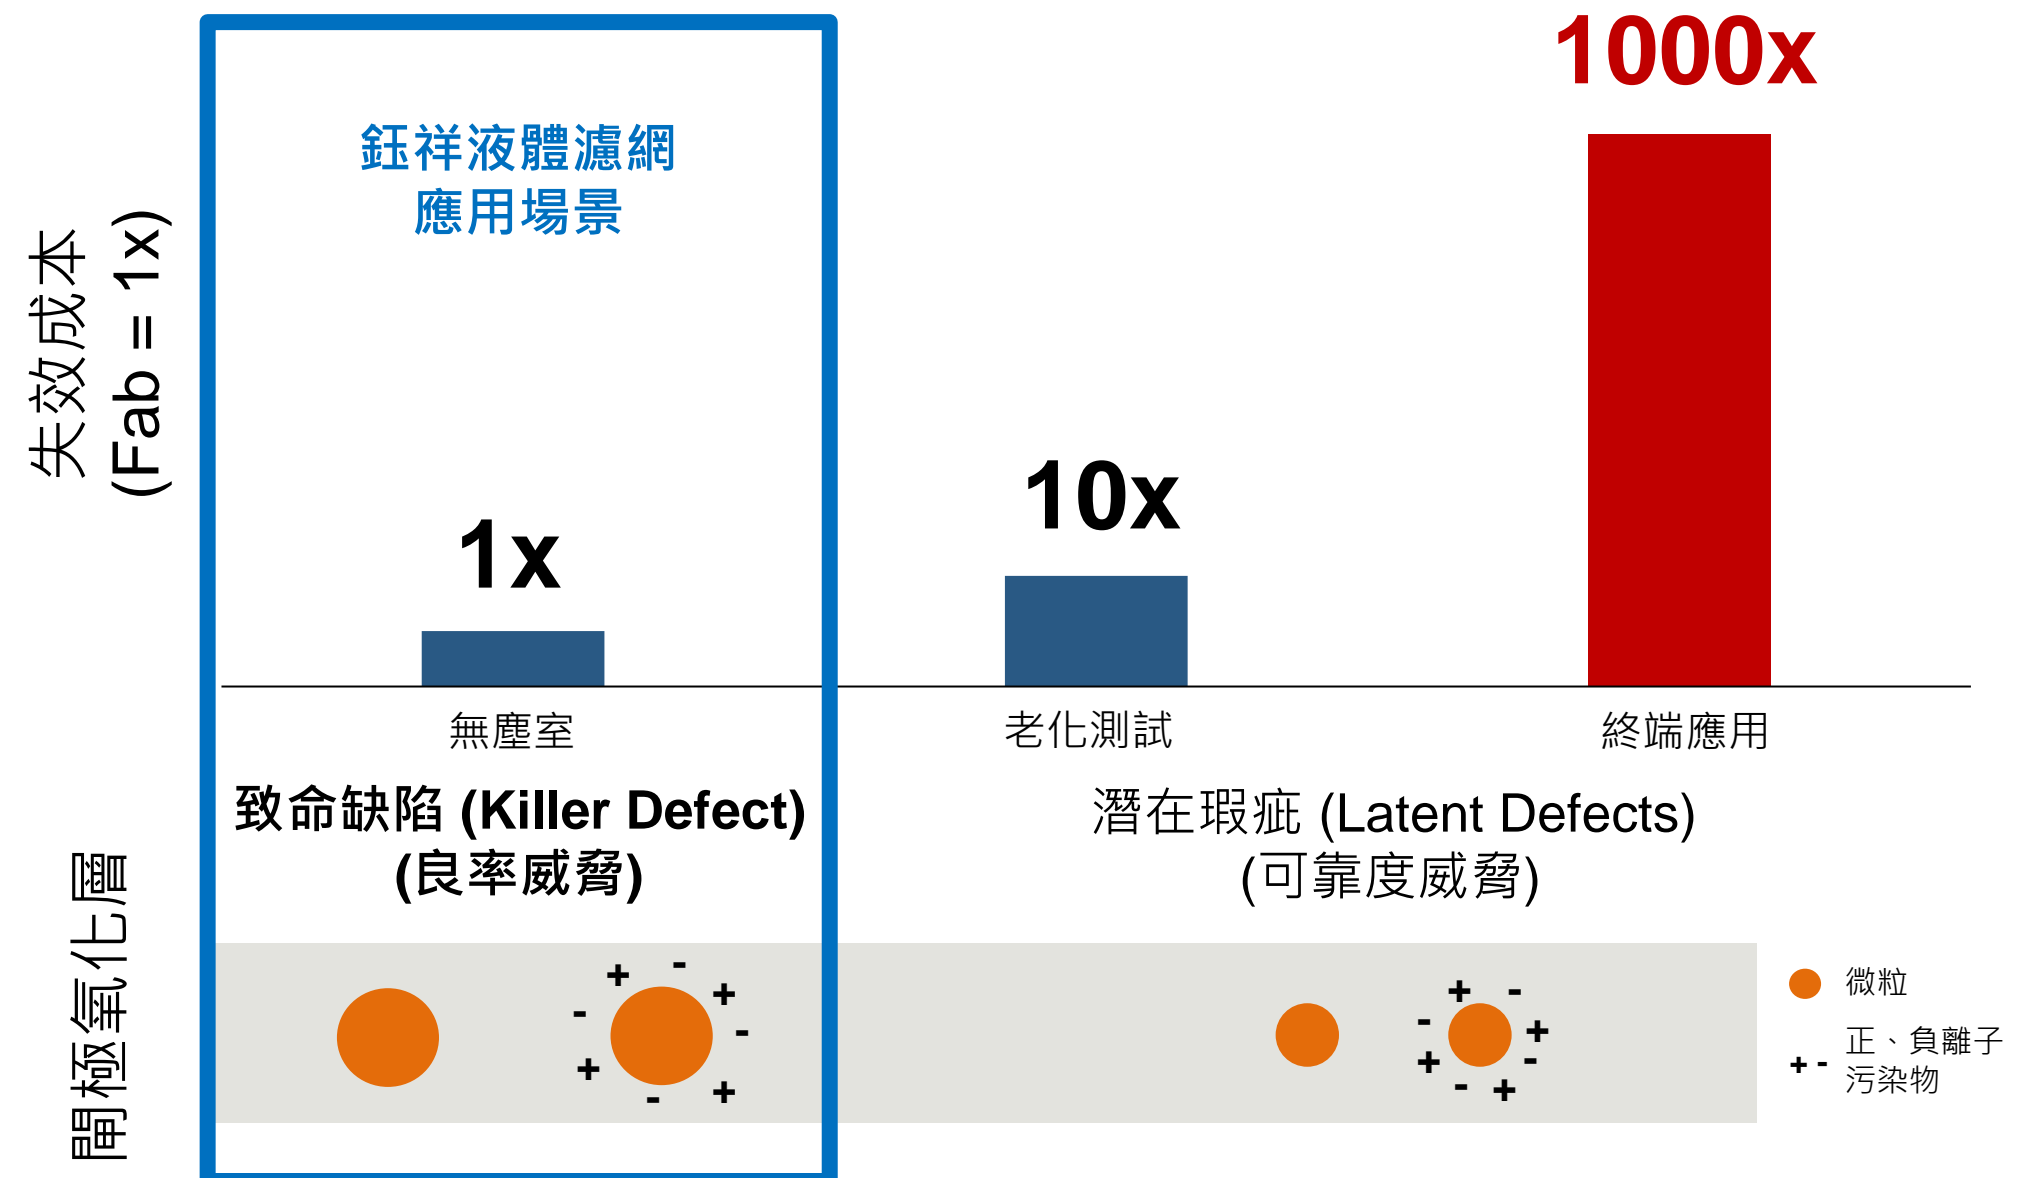 鈺祥液體濾網
應用場景
失效成本
(Fab = 1x)
1x
10x
1000x
無塵室
老化測試
終端應用
致命缺陷 (Killer Defect)
(良率威脅)
潛在瑕疵 (Latent Defects)
(可靠度威脅)
閘極氧化層
+ - + - + - + -
+ - + - + - + -
微粒
+ - 正、負離子
污染物